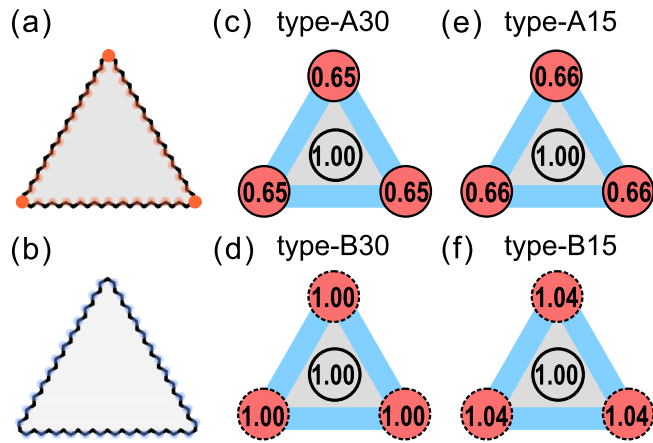 (a)
(c) type-A30
(e) type-A15
0.65
1.00
0.65 0.65
0.66
1.00
0.66 0.66
(b)
(d) type-B30
(f) type-B15
1.00
1.00
1.00 1.00
1.04
1.00
1.04 1.04